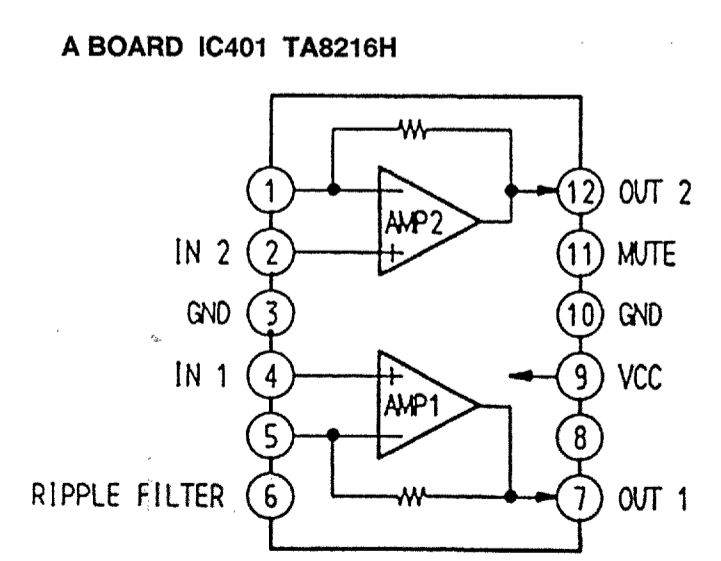 A BOARD IC401 TA8216H
1
12 OUT 2
AMP2
IN 2 2
11 MUTE
GND 3
10 GND
IN 1 4
9 VCC
AMP1
5
8
RIPPLE FILTER 6
7 OUT 1